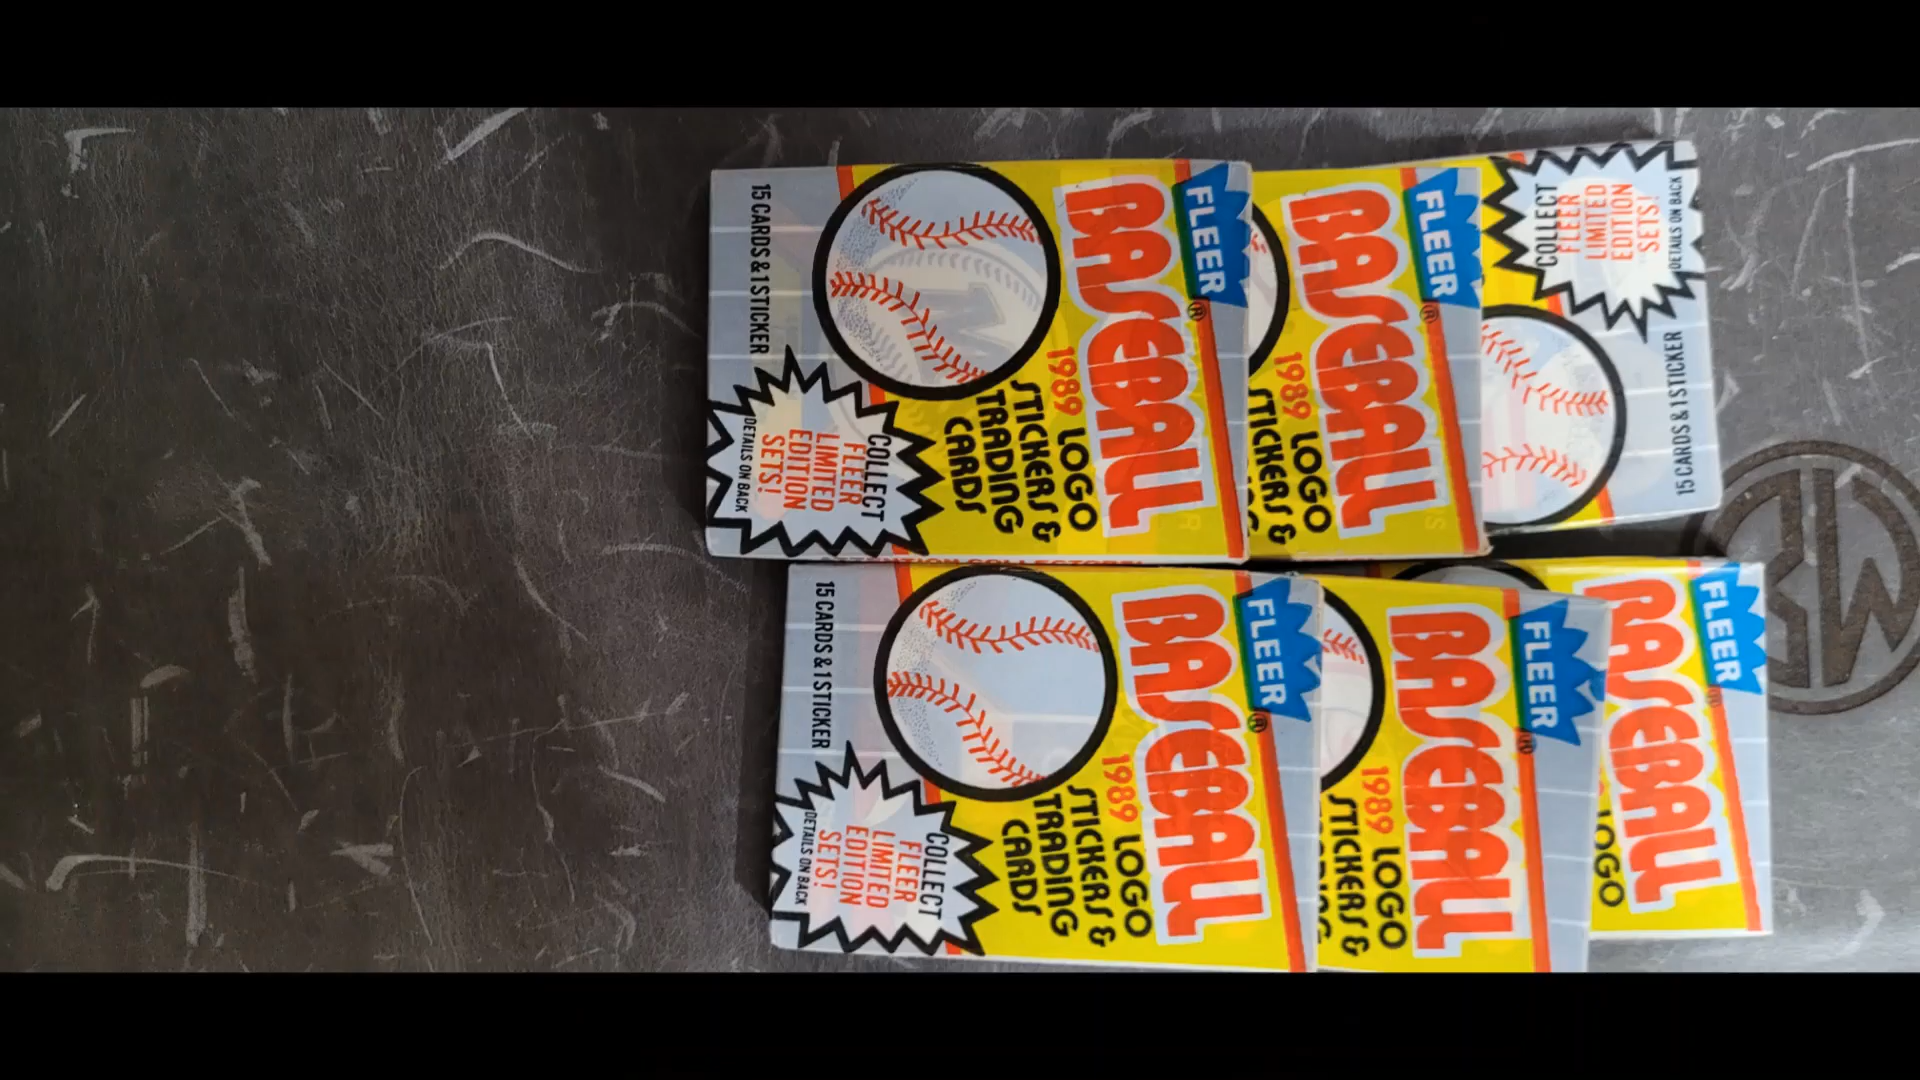 FLEER®
BASEBALL
1989 LOGO
STICKERS &
TRADING
CARDS
COLLECT
FLEER
LIMITED
EDITION
SETS!
DETAILS ON BACK
15 CARDS & 1 STICKER
FLEER®
BASEBALL
1989 LOGO
STICKERS &
COLLECT
FLEER
LIMITED
EDITION
SETS!
DETAILS ON BACK
15 CARDS & 1 STICKER
FLEER®
BASEBALL
1989 LOGO
STICKERS &
TRADING
CARDS
COLLECT
FLEER
LIMITED
EDITION
SETS!
DETAILS ON BACK
15 CARDS & 1 STICKER
FLEER®
BASEBALL
1989 LOGO
STICKERS &
FLEER®
BASEBALL
LOGO